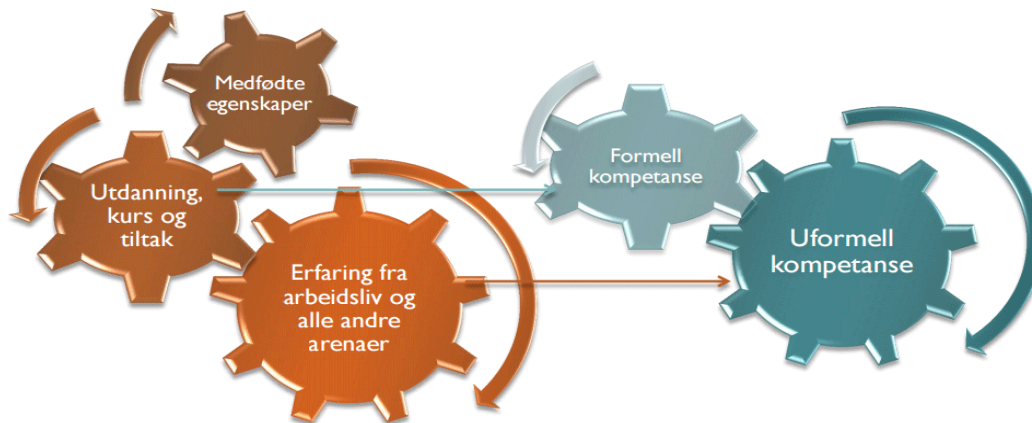 Medfødte
egenskaper
Utdanning,
kurs og
tiltak
Erfaring fra
arbeidsliv og
alle andre
arenaer
Formell
kompetanse
Uformell
kompetanse